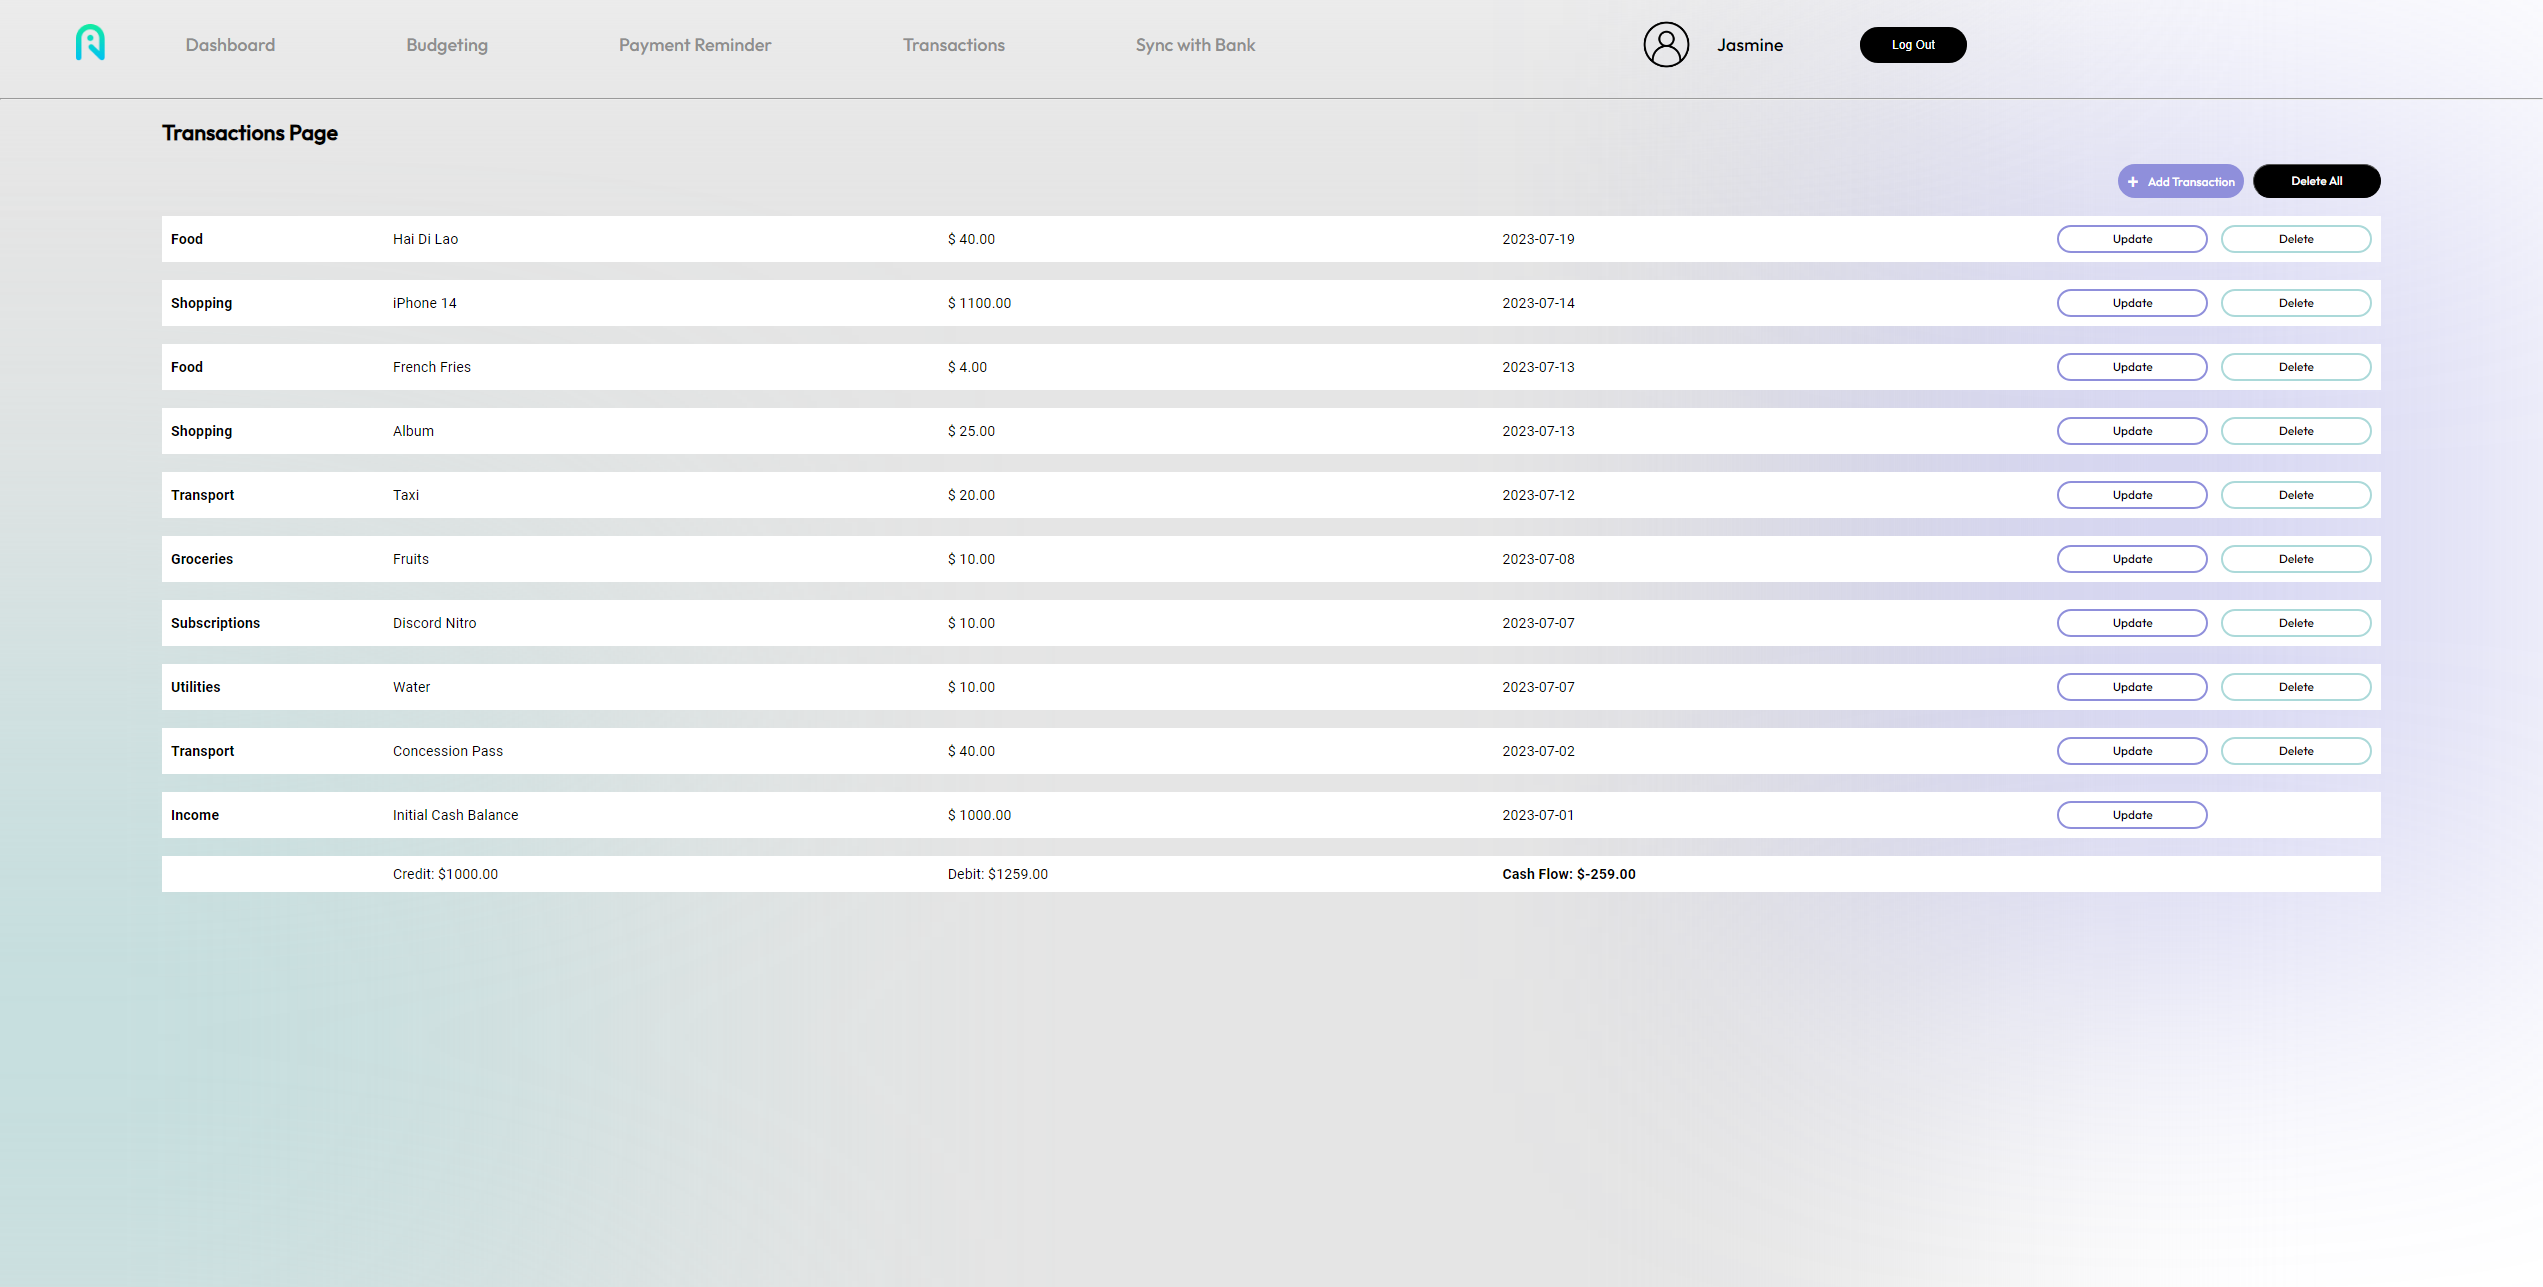 Dashboard Budgeting Payment Reminder Transactions Sync with Bank Jasmine Log Out
Transactions Page
+ Add Transaction Delete All
Food Hai Di Lao $ 40.00 2023-07-19 Update Delete
Shopping iPhone 14 $ 1100.00 2023-07-14 Update Delete
Food French Fries $ 4.00 2023-07-13 Update Delete
Shopping Album $ 25.00 2023-07-13 Update Delete
Transport Taxi $ 20.00 2023-07-12 Update Delete
Groceries Fruits $ 10.00 2023-07-08 Update Delete
Subscriptions Discord Nitro $ 10.00 2023-07-07 Update Delete
Utilities Water $ 10.00 2023-07-07 Update Delete
Transport Concession Pass $ 40.00 2023-07-02 Update Delete
Income Initial Cash Balance $ 1000.00 2023-07-01 Update
Credit: $1000.00 Debit: $1259.00 Cash Flow: $-259.00